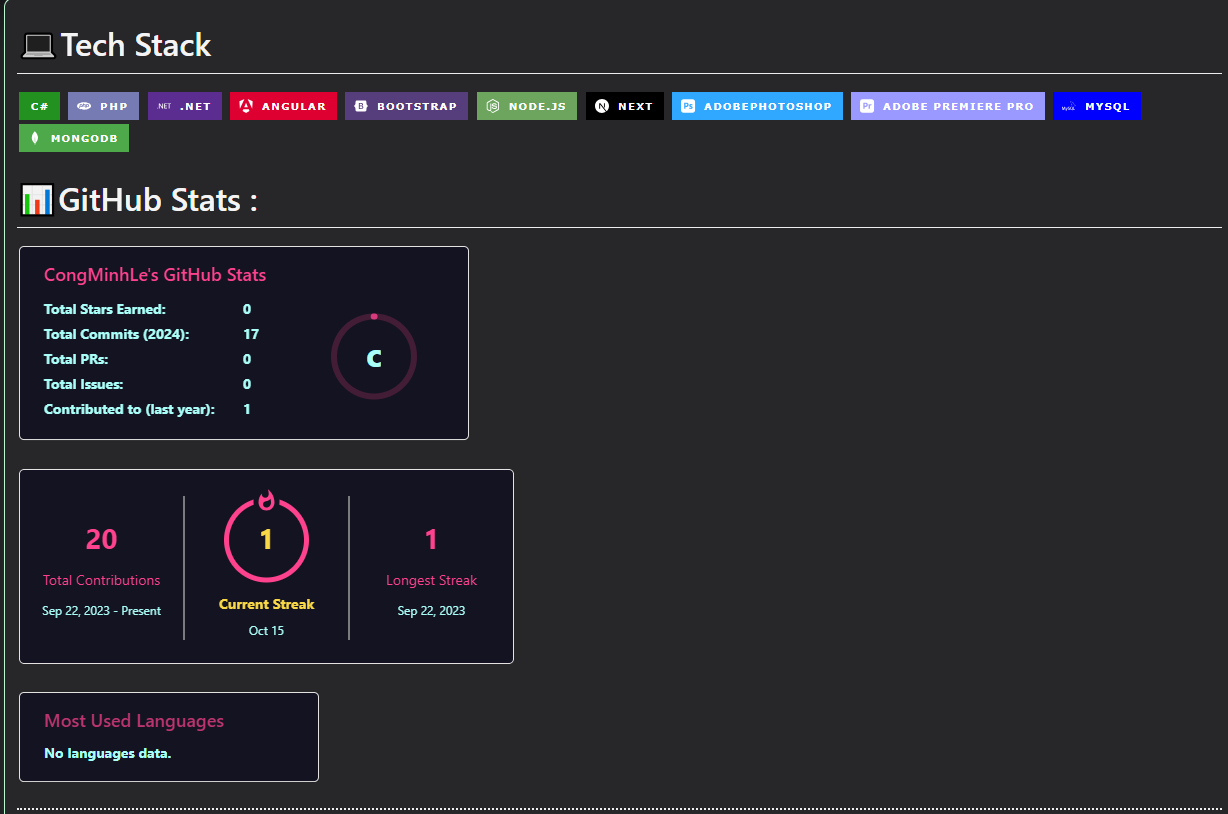 Tech Stack
C# PHP .NET .NET ANGULAR BOOTSTRAP NODE.JS NEXT Ps ADOBEPHOTOSHOP Pr ADOBE PREMIERE PRO MySQL MYSQL
MONGODB
GitHub Stats :
CongMinhLe's GitHub Stats
Total Stars Earned: 0
Total Commits (2024): 17
Total PRs: 0
Total Issues: 0
Contributed to (last year): 1
C
20
Total Contributions
Sep 22, 2023 - Present
1
Current Streak
Oct 15
1
Longest Streak
Sep 22, 2023
Most Used Languages
No languages data.